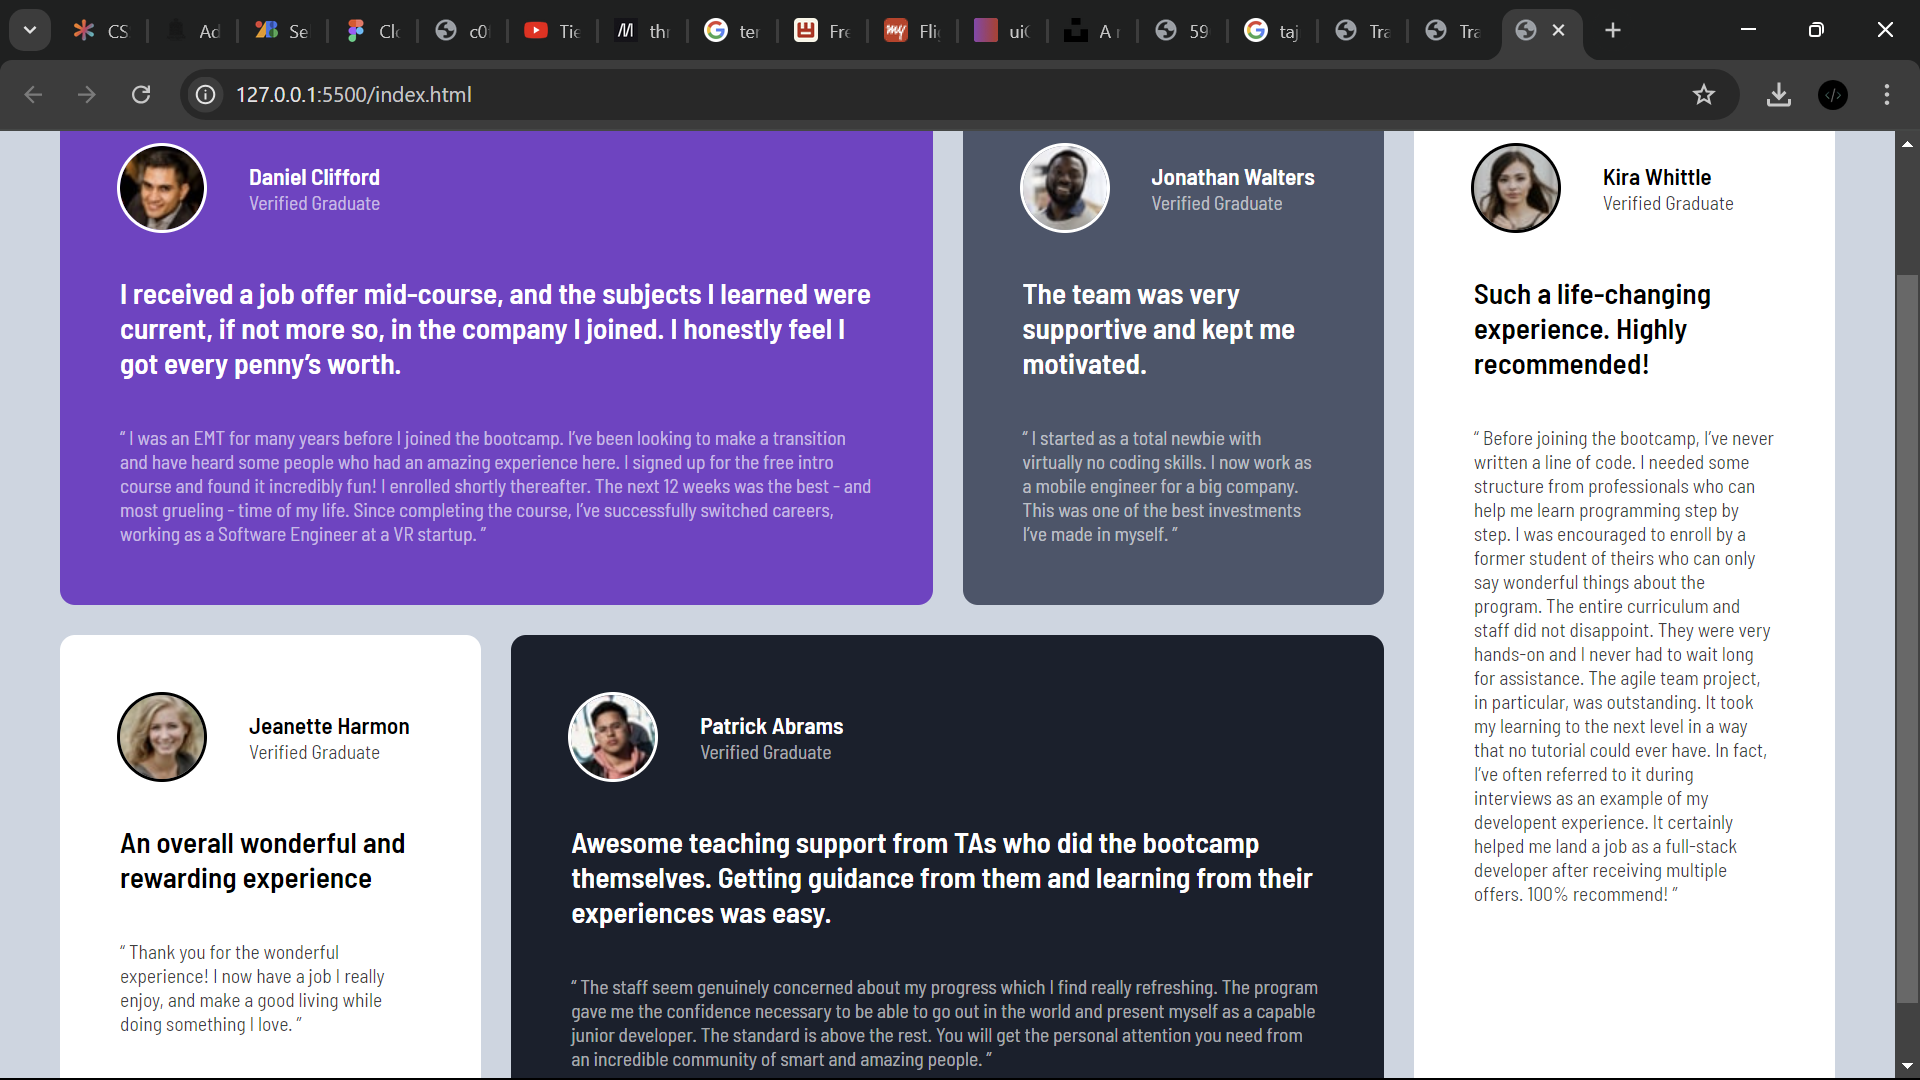 CS
Ad
Se
Clo
c0
Tie
thr
ter
Fre
Fli
ui
A r
59
taj
Tra
Tra
127.0.0.1:5500/index.html
Daniel Clifford
Verified Graduate
I received a job offer mid-course, and the subjects I learned were
current, if not more so, in the company I joined. I honestly feel I
got every penny’s worth.
“ I was an EMT for many years before I joined the bootcamp. I’ve been looking to make a transition
and have heard some people who had an amazing experience here. I signed up for the free intro
course and found it incredibly fun! I enrolled shortly thereafter. The next 12 weeks was the best - and
most grueling - time of my life. Since completing the course, I’ve successfully switched careers,
working as a Software Engineer at a VR startup. ”
Jonathan Walters
Verified Graduate
The team was very
supportive and kept me
motivated.
“ I started as a total newbie with
virtually no coding skills. I now work as
a mobile engineer for a big company.
This was one of the best investments
I’ve made in myself. ”
Kira Whittle
Verified Graduate
Such a life-changing
experience. Highly
recommended!
“ Before joining the bootcamp, I’ve never
written a line of code. I needed some
structure from professionals who can
help me learn programming step by
step. I was encouraged to enroll by a
former student of theirs who can only
say wonderful things about the
program. The entire curriculum and
staff did not disappoint. They were very
hands-on and I never had to wait long
for assistance. The agile team project,
in particular, was outstanding. It took
my learning to the next level in a way
that no tutorial could ever have. In fact,
I’ve often referred to it during
interviews as an example of my
developent experience. It certainly
helped me land a job as a full-stack
developer after receiving multiple
offers. 100% recommend! ”
Jeanette Harmon
Verified Graduate
An overall wonderful and
rewarding experience
“ Thank you for the wonderful
experience! I now have a job I really
enjoy, and make a good living while
doing something I love. ”
Patrick Abrams
Verified Graduate
Awesome teaching support from TAs who did the bootcamp
themselves. Getting guidance from them and learning from their
experiences was easy.
“ The staff seem genuinely concerned about my progress which I find really refreshing. The program
gave me the confidence necessary to be able to go out in the world and present myself as a capable
junior developer. The standard is above the rest. You will get the personal attention you need from
an incredible community of smart and amazing people. ”